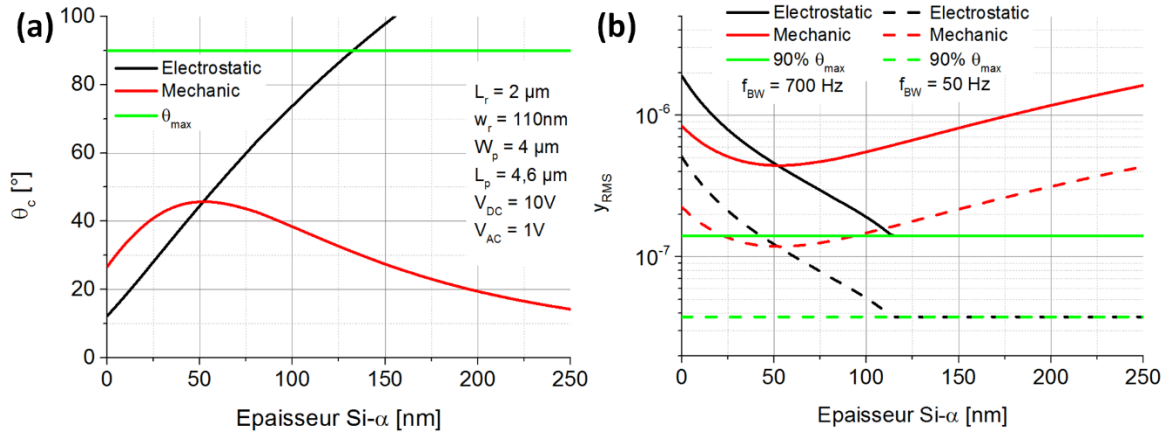 (a)
100
80
60
40
20
0
θc [°]
Electrostatic
Mechanic
θmax
Lr = 2 µm
wr = 110nm
Wp = 4 µm
Lp = 4,6 µm
VDC = 10V
VAC = 1V
0 50 100 150 200 250
Epaisseur Si-α [nm]
(b)
Electrostatic Electrostatic
Mechanic Mechanic
90% θmax 90% θmax
fBW = 700 Hz fBW = 50 Hz
10-6
10-7
yRMS
0 50 100 150 200 250
Epaisseur Si-α [nm]